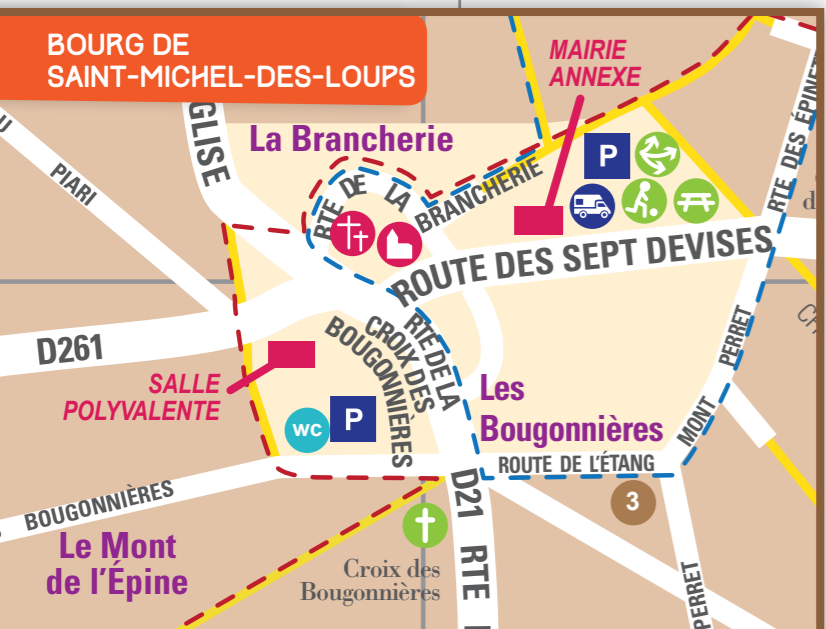 BOURG DE
SAINT-MICHEL-DES-LOUPS
MAIRIE
ANNEXE
GLISE
La Brancherie
PIARI
RTE DE LA
BRANCHERIE
P
RTE DES ÉPINET
ROUTE DES SEPT DEVISES
D261
SALLE
POLYVALENTE
RTE DE LA
CROIX DES
BOUGONNIÈRES
wc
P
Les
Bougonnières
MONT PERRET
ROUTE DE L'ÉTANG
3
BOUGONNIÈRES
D21 RTE
Le Mont
de l'Épine
Croix des
Bougonnières
PERRET